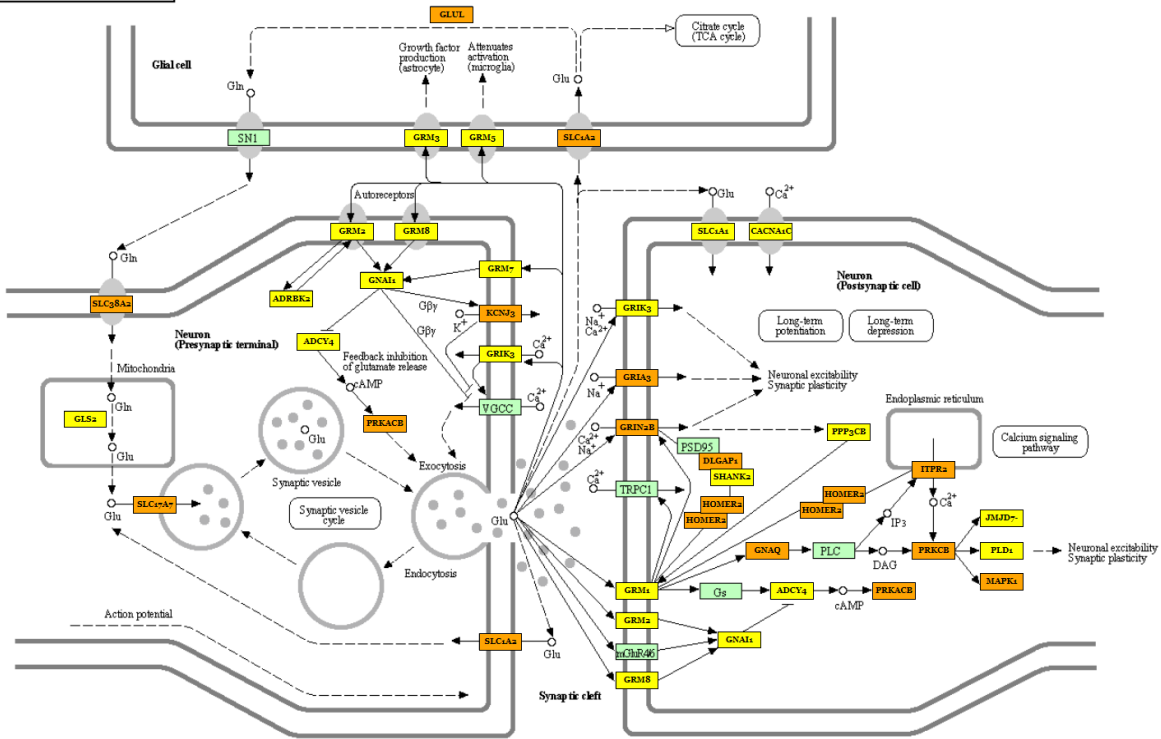 GLUL
Citrate cycle
(TCA cycle)
Glial cell
Growth factor
production
(astrocyte)
Attenuates
activation
(microglia)
Gln
Glu
SN1
GRM3
GRM5
SLC1A2
Autoreceptors
Glu
Ca2+
GRM2
GRM8
SLC1A1
CACNA1C
Gln
GNAI1
GRM7
ADRBK2
Neuron
(Postsynaptic cell)
SLC38A2
Neuron
(Presynaptic terminal)
Gβγ
K+
KCNJ3
Na+
Ca2+
GRIK3
Long-term
potentiation
Long-term
depression
ADCY4
Gβγ
GRIK3
Ca2+
Feedback inhibition
of glutamate release
Mitochondria
cAMP
Na+
GRIA3
Neuronal excitability
Synaptic plasticity
Endoplasmic reticulum
Gln
GLS2
VGCC
Ca2+
PRKACB
Glu
Ca2+
Na+
GRIN2B
PPP3CB
PSD95
Calcium signaling
pathway
Glu
Exocytosis
DLGAP1
SHANK2
ITPR2
Synaptic vesicle
Ca2+
TRPC1
HOMER2
HOMER2
HOMER2
HOMER2
Ca2+
SLC17A7
Glu
Synaptic vesicle
cycle
Glu
IP3
JMJD7-
GNAQ
PLC
DAG
PRKCB
PLD1
Neuronal excitability
Synaptic plasticity
Endocytosis
MAPK1
GRM1
Gs
ADCY4
cAMP
PRKACB
Action potential
GRM2
GNAI1
SLC1A2
Glu
mGluR4/6
GRM8
Synaptic cleft